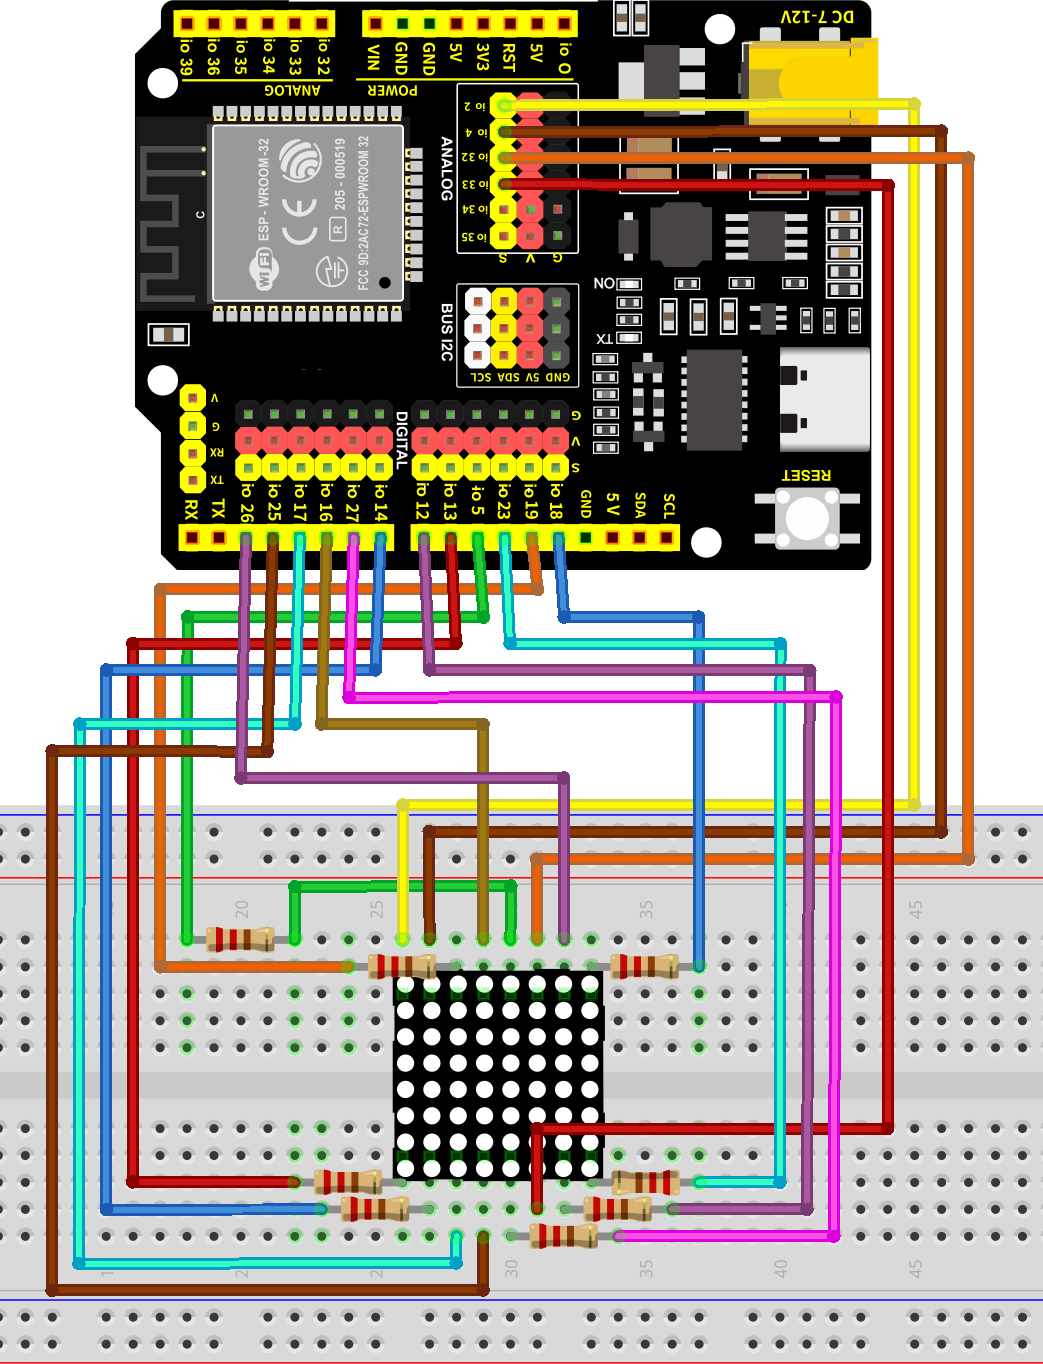 DC 7-12V
io 39
io 36
io 35
io 34
io 33
io 32
ANALOG
VIN
GND
GND
5V
3V3
RST
5V
io 0
POWER
ANALOG
io 2
io 4
io 32
io 33
io 34
io 35
S V G
C
Wi Fi ESP - WROOM-32
CE
R 205 - 000519
FCC 9D:2AC72-ESPWROOM 32
ON
TX
BUS I2C
SCL SDA 5V GND
V
G
RX
TX
DIGITAL
G
V
S
RESET
RX
TX
io 26
io 25
io 17
io 16
io 27
io 14
io 12
io 13
io 5
io 23
io 19
io 18
GND
5 V
SDA
SCL
20
25
35
45
30
35
40
45